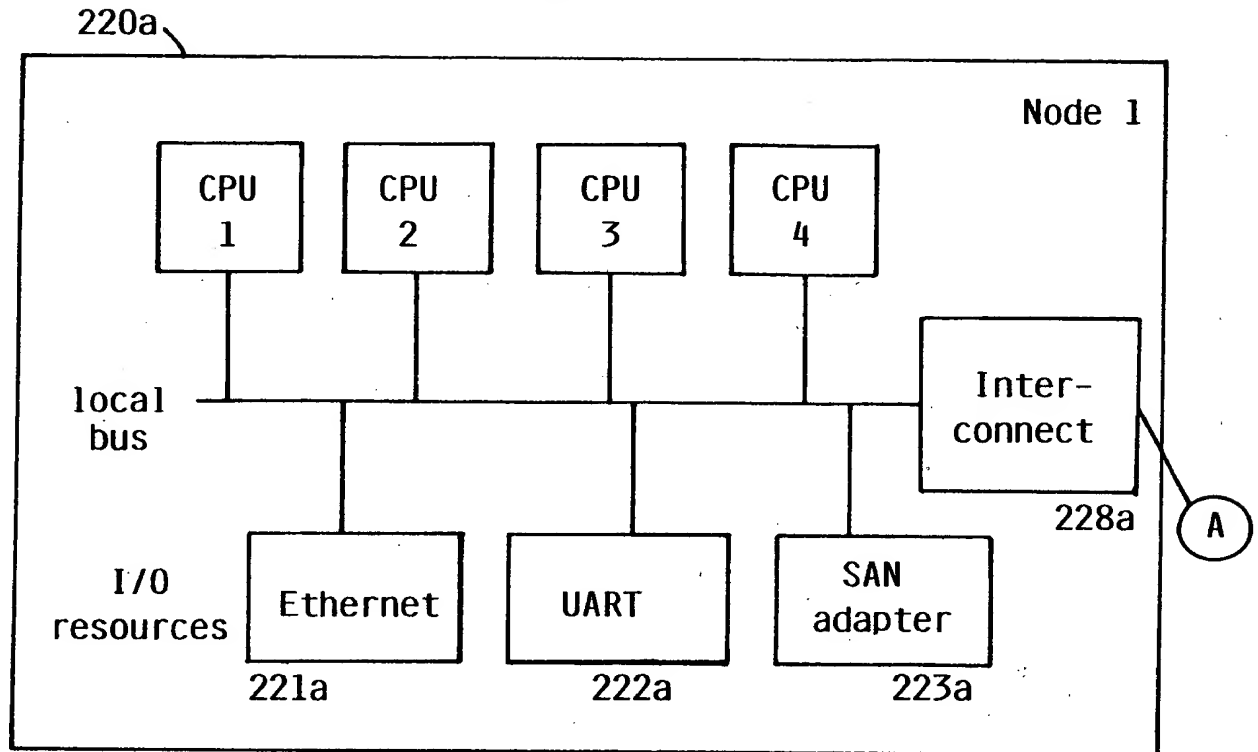 220a
Node 1
CPU
1
CPU
2
CPU
3
CPU
4
local
bus
Inter-
connect
228a
A
I/O
resources
Ethernet
221a
UART
222a
SAN
adapter
223a